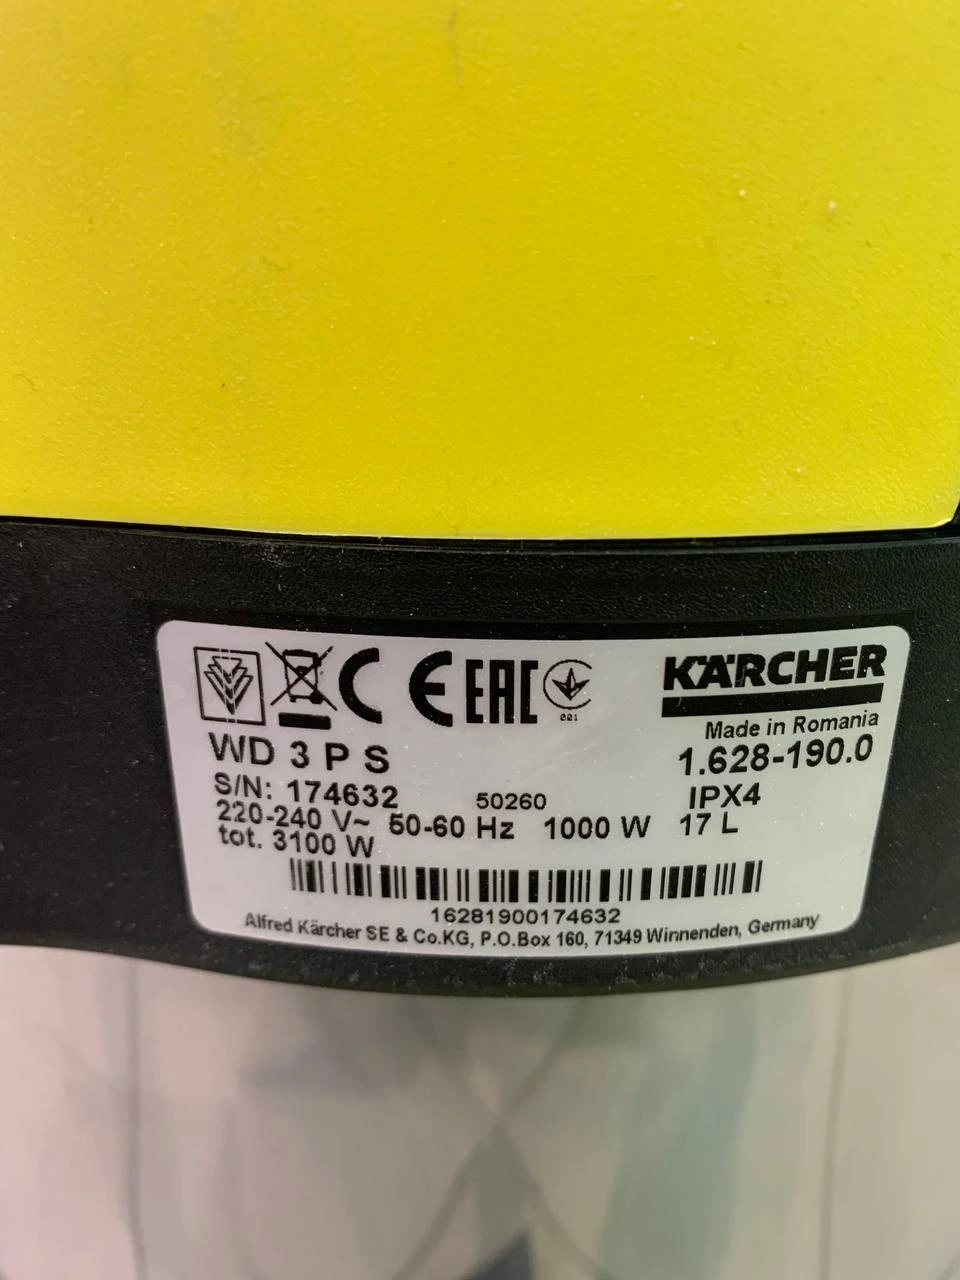 CE EAC
001
KÄRCHER
Made in Romania
WD 3 P S
1.628-190.0
S/N: 174632 50260 IPX4
220-240 V~ 50-60 Hz 1000 W 17 L
tot. 3100 W
16281900174632
Alfred Kärcher SE & Co.KG, P.O.Box 160, 71349 Winnenden, Germany